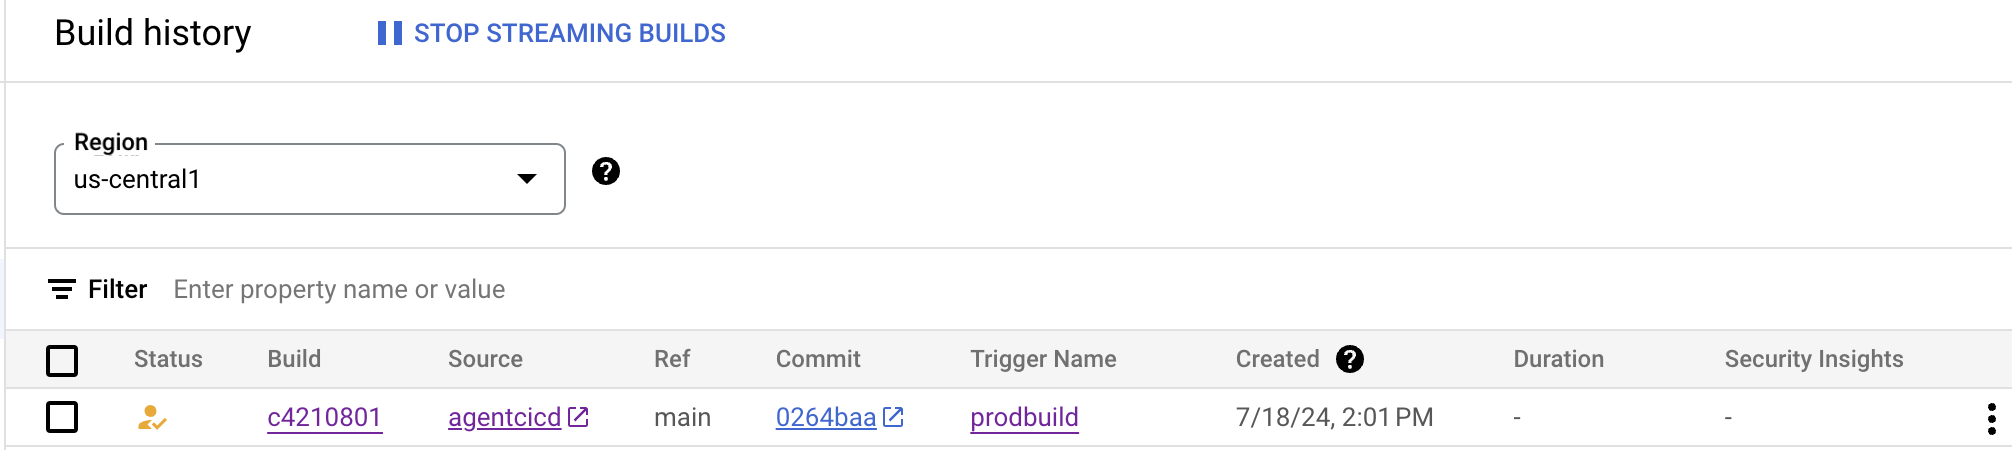 Build history
STOP STREAMING BUILDS
Region
us-central1
Filter Enter property name or value
Status Build Source Ref Commit Trigger Name Created Duration Security Insights
c4210801 agentcicd main 0264baa prodbuild 7/18/24, 2:01 PM - -